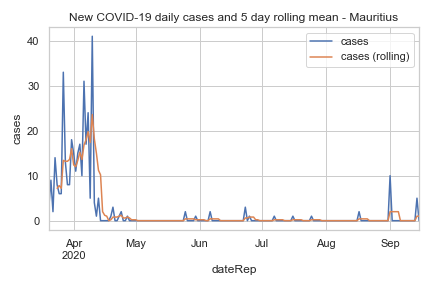 New COVID-19 daily cases and 5 day rolling mean - Mauritius
cases
cases (rolling)
40
30
20
10
0
cases
Apr
2020
May
Jun
Jul
Aug
Sep
dateRep